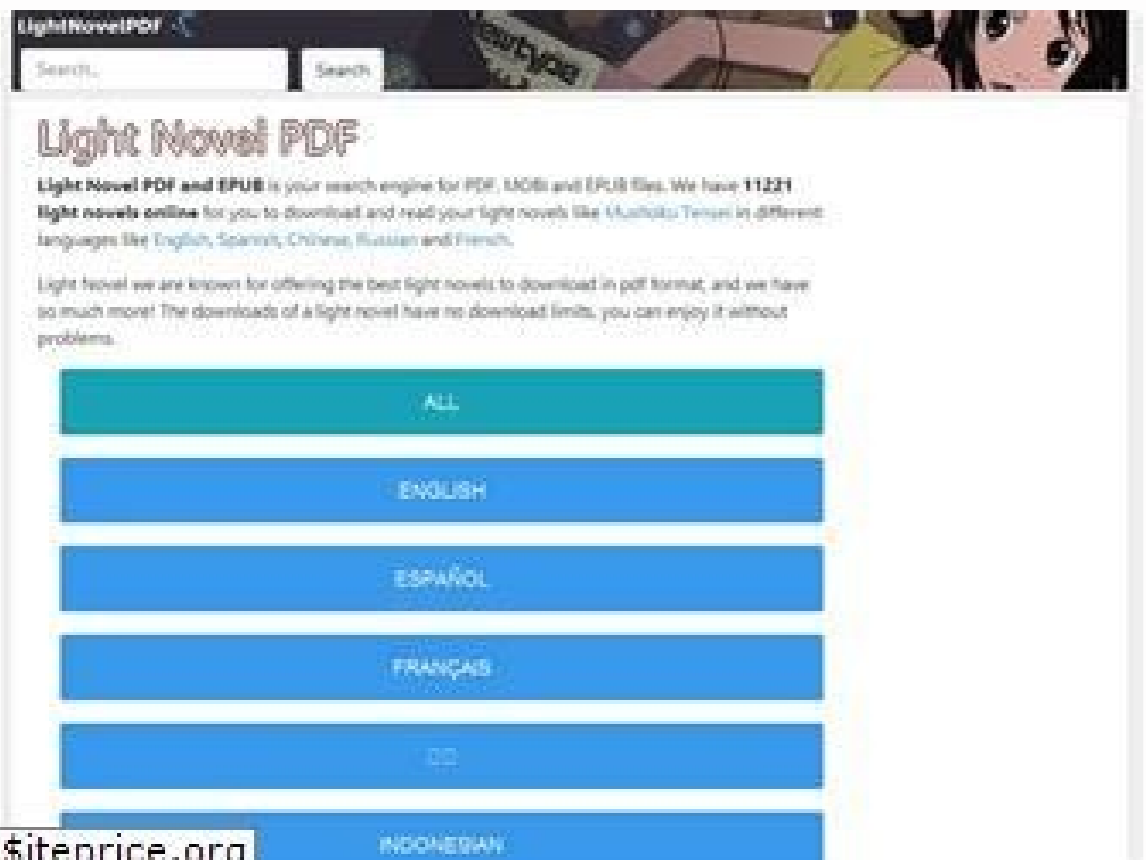 LightNovelPDF
Search..
Search
Light Novel PDF
Light Novel PDF and EPUB is your search engine for PDF, MOBI and EPUB files. We have 11221
light novels online for you to download and read your light novels like Mushoku Tensei in different
languages like English, Spanish, Chinese, Russian and French.
Light Novel we are known for offering the best light novels to download in pdf format, and we have
so much more! The downloads of a light novel have no download limits, you can enjoy it without
problems.
ALL
ENGLISH
ESPAÑOL
FRANÇAIS
INDONESIAN
$iteprice.org